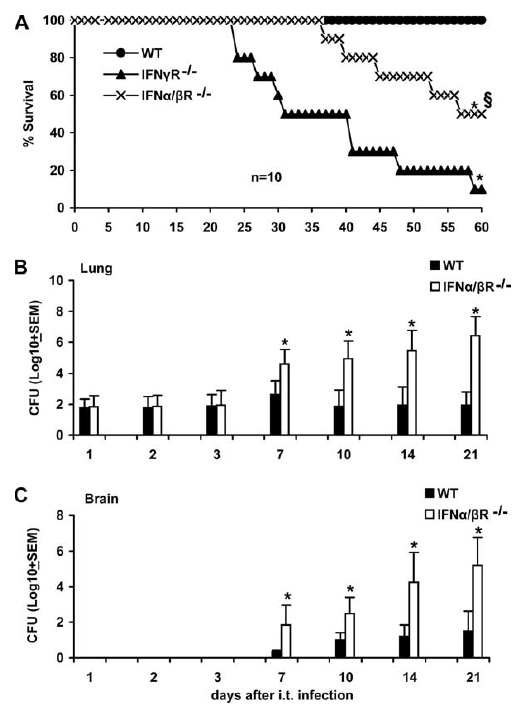 A
100
80
60
40
20
0
% Survival
WT
IFNγR-/-
IFNα/βR-/-
n=10
* §
*
0 5 10 15 20 25 30 35 40 45 50 55 60
B
Lung
WT
IFNα/βR-/-
10
8
6
4
2
0
CFU (Log10±SEM)
* * * *
1 2 3 7 10 14 21
C
Brain
WT
IFNα/βR-/-
8
6
4
2
0
CFU (Log10±SEM)
* * * *
1 2 3 7 10 14 21
days after i.t. infection